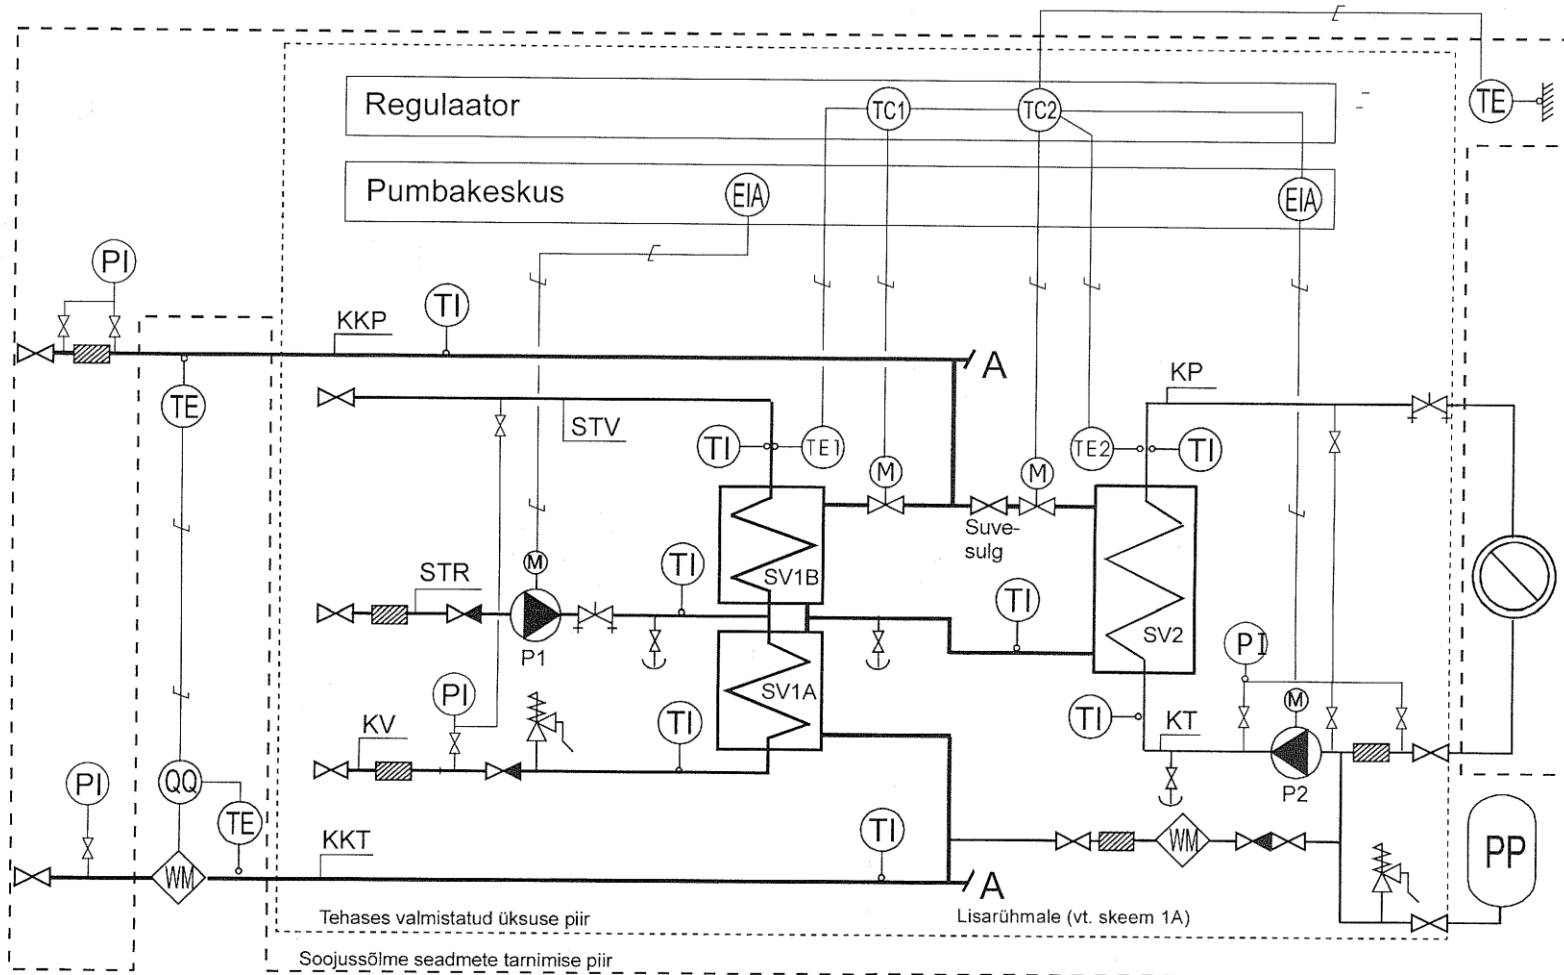 Regulaator
TC1
TC2
TE
Pumbakeskus
EIA
EIA
PI
TI
KKP
A
KP
TE
STV
TI
TE1
TE2
TI
M
M
Suve-
sulg
STR
M
TI
SV1B
TI
SV2
P1
PI
PI
SV1A
TI
TI
M
KV
KT
P2
PI
QQ
TE
KKT
TI
WM
PP
WM
A
Tehases valmistatud üksuse piir
Lisarühmale (vt. skeem 1A)
Soojussõlme seadmete tarnimise piir